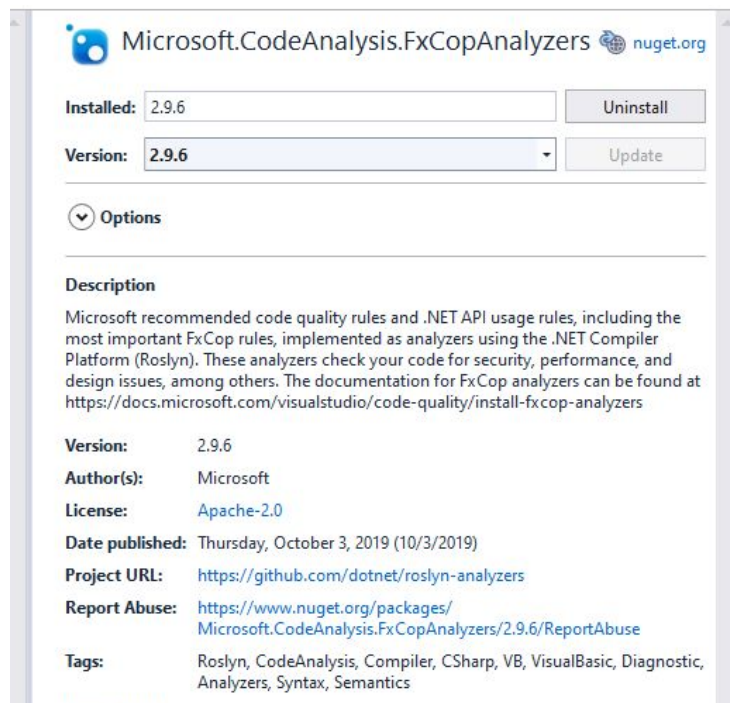 Microsoft.CodeAnalysis.FxCopAnalyzers nuget.org
Installed: 2.9.6 Uninstall
Version: 2.9.6 Update
Options
Description
Microsoft recommended code quality rules and .NET API usage rules, including the
most important FxCop rules, implemented as analyzers using the .NET Compiler
Platform (Roslyn). These analyzers check your code for security, performance, and
design issues, among others. The documentation for FxCop analyzers can be found at
https://docs.microsoft.com/visualstudio/code-quality/install-fxcop-analyzers
Version: 2.9.6
Author(s): Microsoft
License: Apache-2.0
Date published: Thursday, October 3, 2019 (10/3/2019)
Project URL: https://github.com/dotnet/roslyn-analyzers
Report Abuse: https://www.nuget.org/packages/
Microsoft.CodeAnalysis.FxCopAnalyzers/2.9.6/ReportAbuse
Tags: Roslyn, CodeAnalysis, Compiler, CSharp, VB, VisualBasic, Diagnostic,
Analyzers, Syntax, Semantics